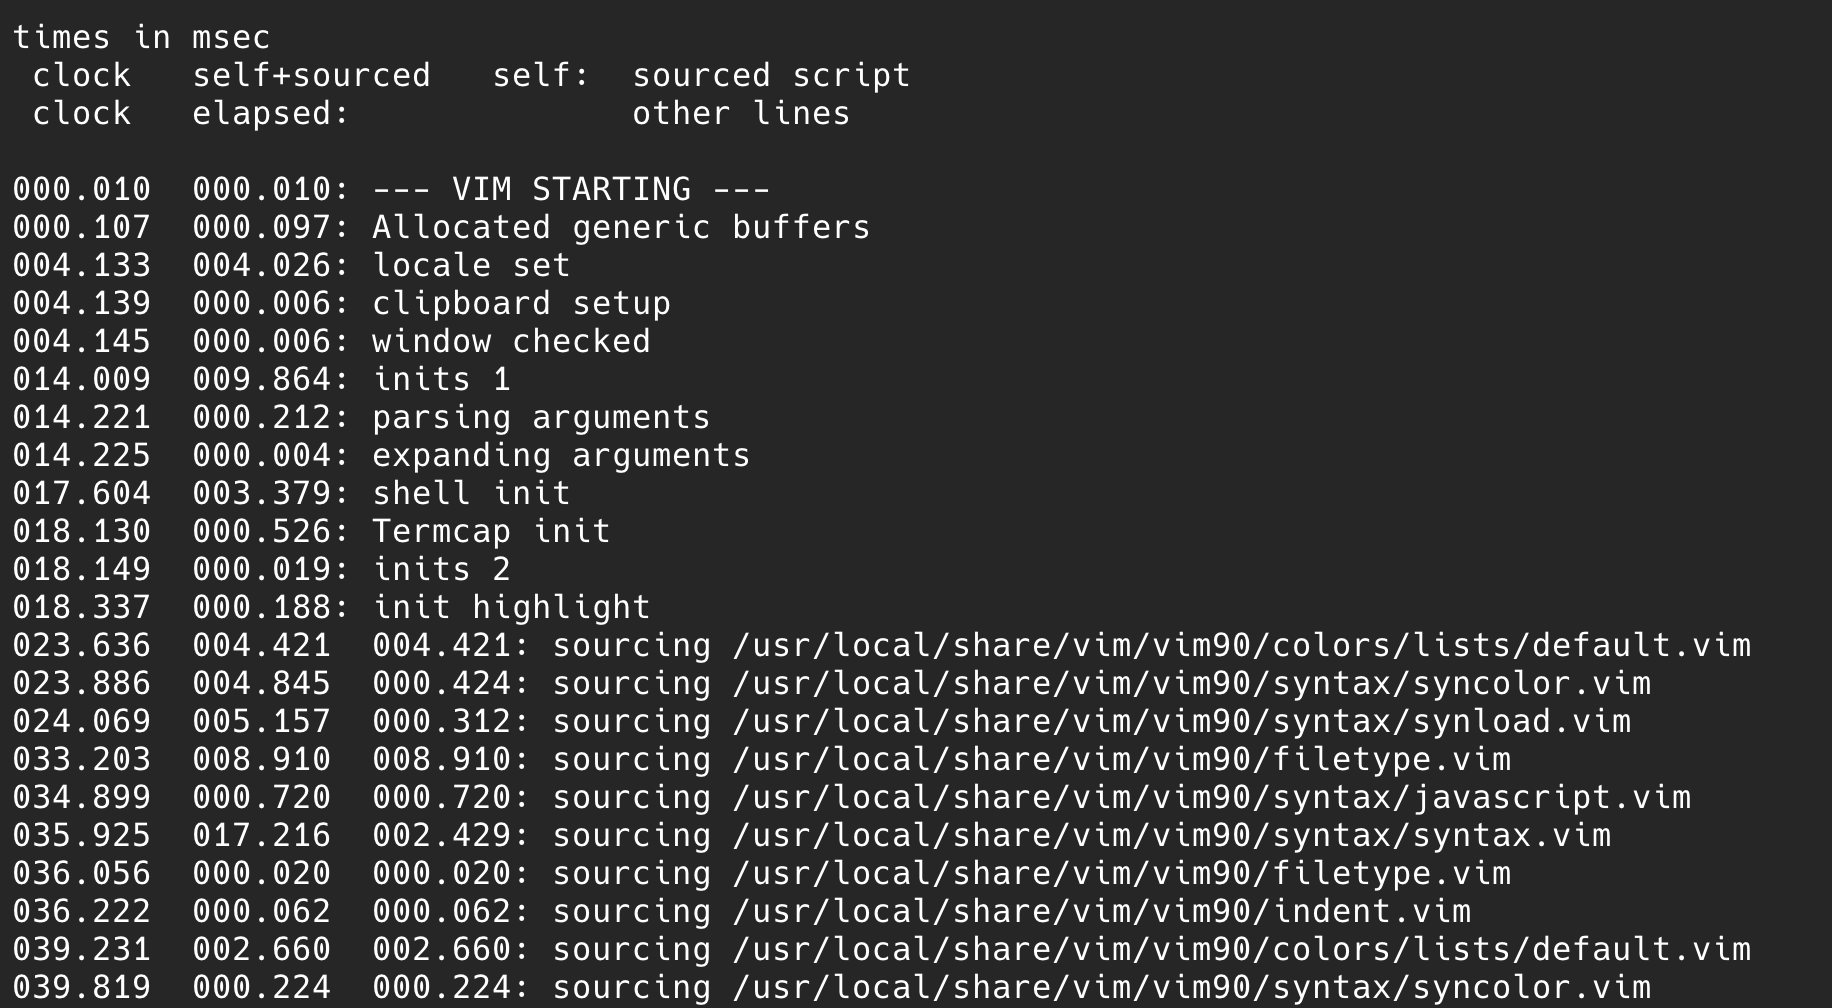 times in msec
 clock   self+sourced   self:  sourced script
 clock   elapsed:              other lines

000.010  000.010: --- VIM STARTING ---
000.107  000.097: Allocated generic buffers
004.133  004.026: locale set
004.139  000.006: clipboard setup
004.145  000.006: window checked
014.009  009.864: inits 1
014.221  000.212: parsing arguments
014.225  000.004: expanding arguments
017.604  003.379: shell init
018.130  000.526: Termcap init
018.149  000.019: inits 2
018.337  000.188: init highlight
023.636  004.421  004.421: sourcing /usr/local/share/vim/vim90/colors/lists/default.vim
023.886  004.845  000.424: sourcing /usr/local/share/vim/vim90/syntax/syncolor.vim
024.069  005.157  000.312: sourcing /usr/local/share/vim/vim90/syntax/synload.vim
033.203  008.910  008.910: sourcing /usr/local/share/vim/vim90/filetype.vim
034.899  000.720  000.720: sourcing /usr/local/share/vim/vim90/syntax/javascript.vim
035.925  017.216  002.429: sourcing /usr/local/share/vim/vim90/syntax/syntax.vim
036.056  000.020  000.020: sourcing /usr/local/share/vim/vim90/filetype.vim
036.222  000.062  000.062: sourcing /usr/local/share/vim/vim90/indent.vim
039.231  002.660  002.660: sourcing /usr/local/share/vim/vim90/colors/lists/default.vim
039.819  000.224  000.224: sourcing /usr/local/share/vim/vim90/syntax/syncolor.vim